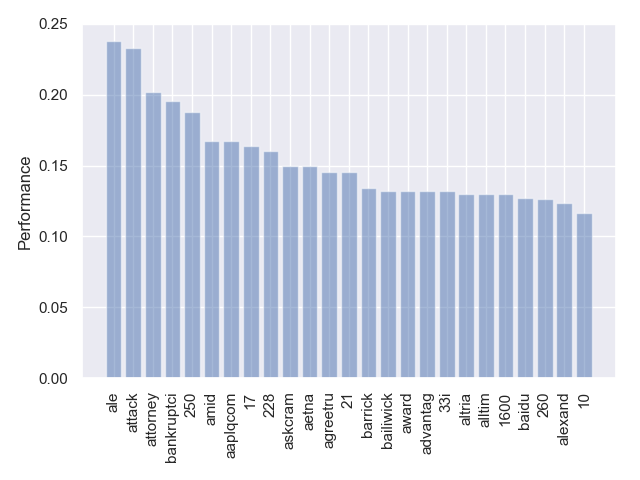 0.25
0.20
0.15
0.10
0.05
0.00
Performance
ale
attack
attorney
bankruptci
250
amid
aaplqcom
17
228
askcram
aetna
agreetru
21
barrick
bailiwick
award
advantag
33i
altria
alltim
1600
baidu
260
alexand
10